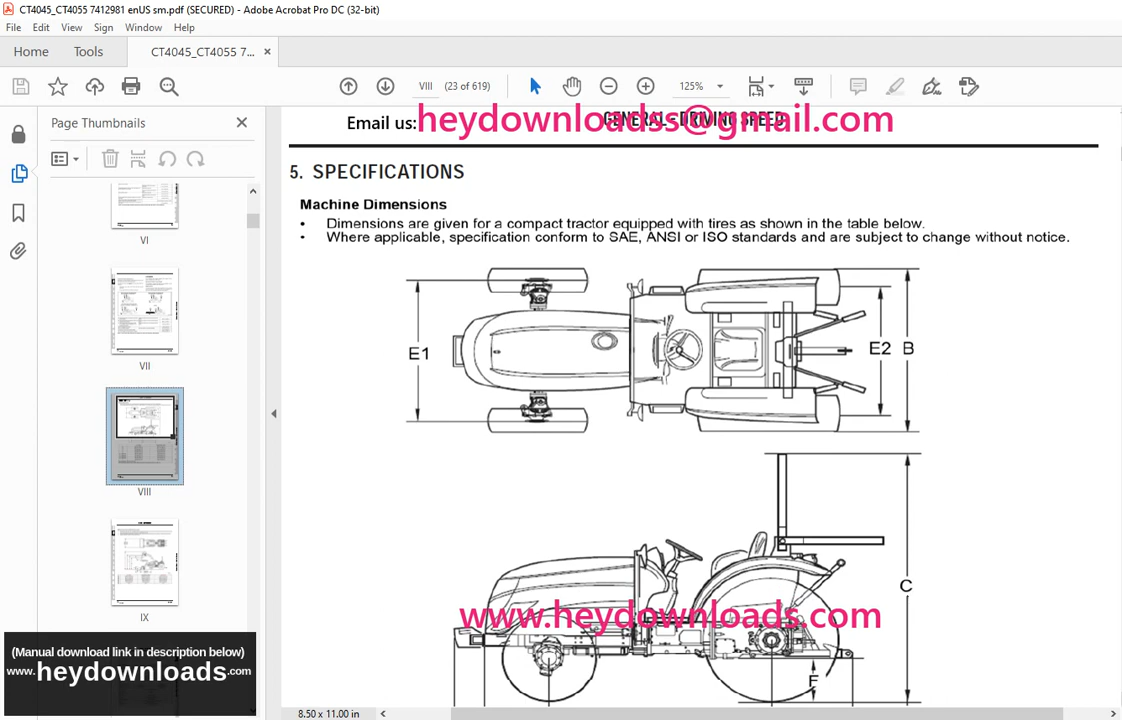 CT4045_CT4055 7412981 enUS sm.pdf (SECURED) - Adobe Acrobat Pro DC (32-bit)
File Edit View Sign Window Help
Home Tools CT4045_CT4055 7... ×
VIII (23 of 619) 125%
Page Thumbnails
VI
VII
VIII
IX
Email us:heydownloadss@gmail.com
GENERAL - DRIVING SPEED
5. SPECIFICATIONS
Machine Dimensions
• Dimensions are given for a compact tractor equipped with tires as shown in the table below.
• Where applicable, specification conform to SAE, ANSI or ISO standards and are subject to change without notice.
E1 E2 B
C
www.heydownloads.com
F
(Manual download link in description below)
www.heydownloads.com
8.50 x 11.00 in